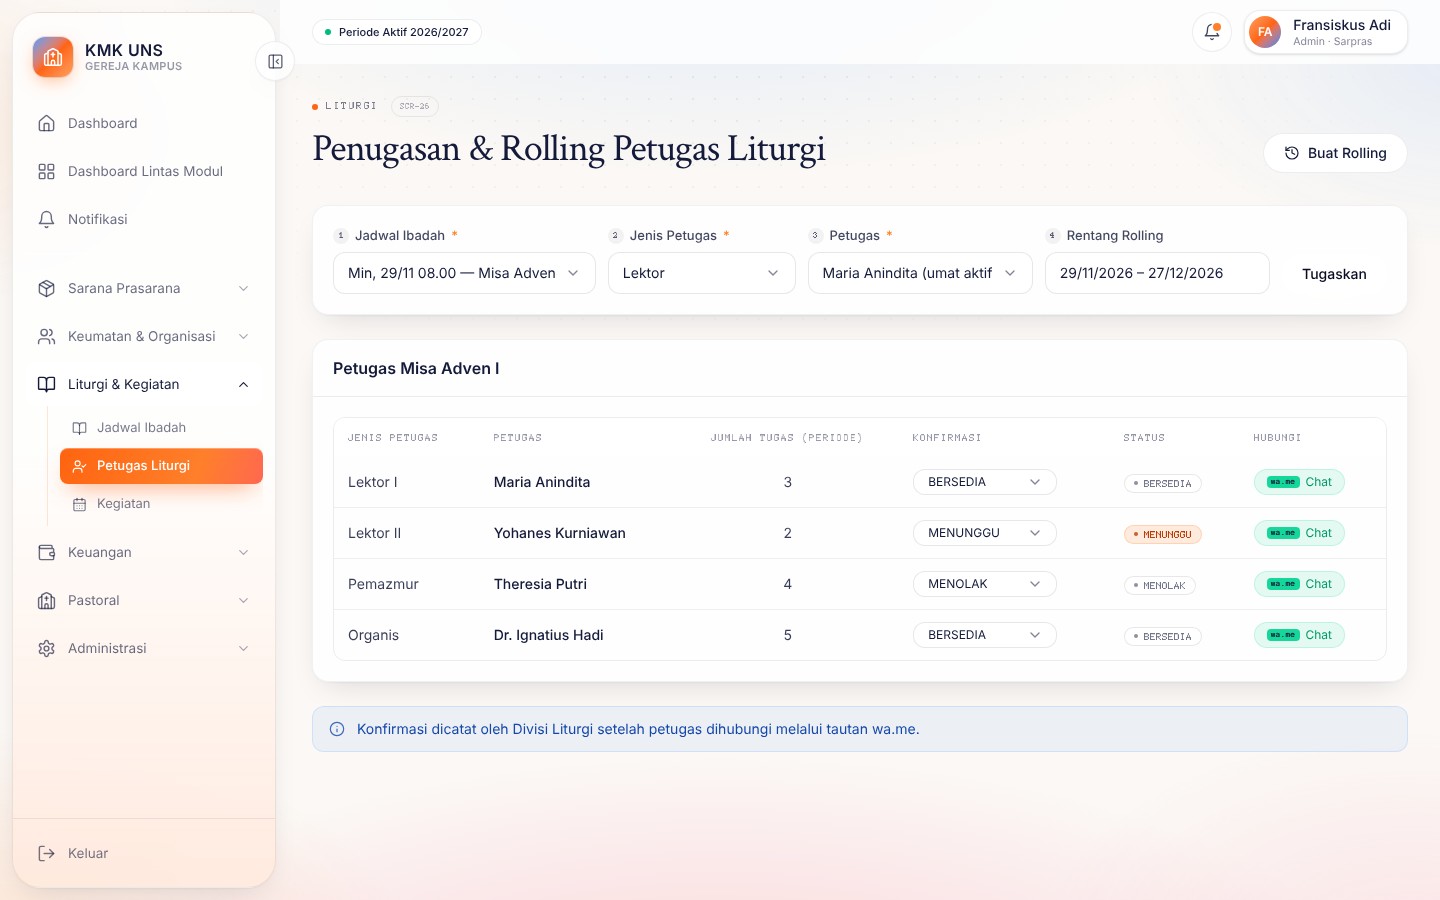 KMK UNS
GEREJA KAMPUS
Dashboard
Dashboard Lintas Modul
Notifikasi
Sarana Prasarana
Keumatan & Organisasi
Liturgi & Kegiatan
Jadwal Ibadah
Petugas Liturgi
Kegiatan
Keuangan
Pastoral
Administrasi
Keluar
Periode Aktif 2026/2027
FA
Fransiskus Adi
Admin · Sarpras
LITURGI SCR-26
Penugasan & Rolling Petugas Liturgi
Buat Rolling
1 Jadwal Ibadah * 2 Jenis Petugas * 3 Petugas * 4 Rentang Rolling
Min, 29/11 08.00 — Misa Adven Lektor Maria Anindita (umat aktif 29/11/2026 – 27/12/2026 Tugaskan
Petugas Misa Adven I
JENIS PETUGAS PETUGAS JUMLAH TUGAS (PERIODE) KONFIRMASI STATUS HUBUNGI
Lektor I Maria Anindita 3 BERSEDIA BERSEDIA wa.me Chat
Lektor II Yohanes Kurniawan 2 MENUNGGU MENUNGGU wa.me Chat
Pemazmur Theresia Putri 4 MENOLAK MENOLAK wa.me Chat
Organis Dr. Ignatius Hadi 5 BERSEDIA BERSEDIA wa.me Chat
Konfirmasi dicatat oleh Divisi Liturgi setelah petugas dihubungi melalui tautan wa.me.